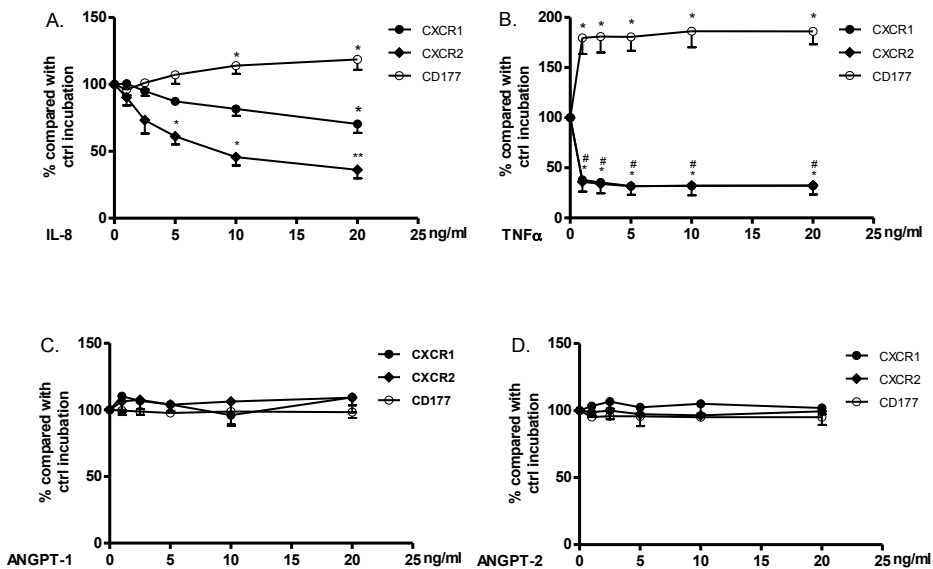 A.
150
100
50
0
% compared with
ctrl incubation
CXCR1
CXCR2
CD177
*
*
*
*
*
**
IL-8
0 5 10 15 20 25 ng/ml
B.
200
150
100
50
0
% compared with
ctrl incubation
CXCR1
CXCR2
CD177
* * * * *
# # # # #
* * * * *
TNFα
0 5 10 15 20 25 ng/ml
C.
150
100
50
0
% compared with
ctrl incubation
CXCR1
CXCR2
CD177
ANGPT-1
0 5 10 15 20 25 ng/ml
D.
150
100
50
0
% compared with
ctrl incubation
CXCR1
CXCR2
CD177
ANGPT-2
0 5 10 15 20 25 ng/ml